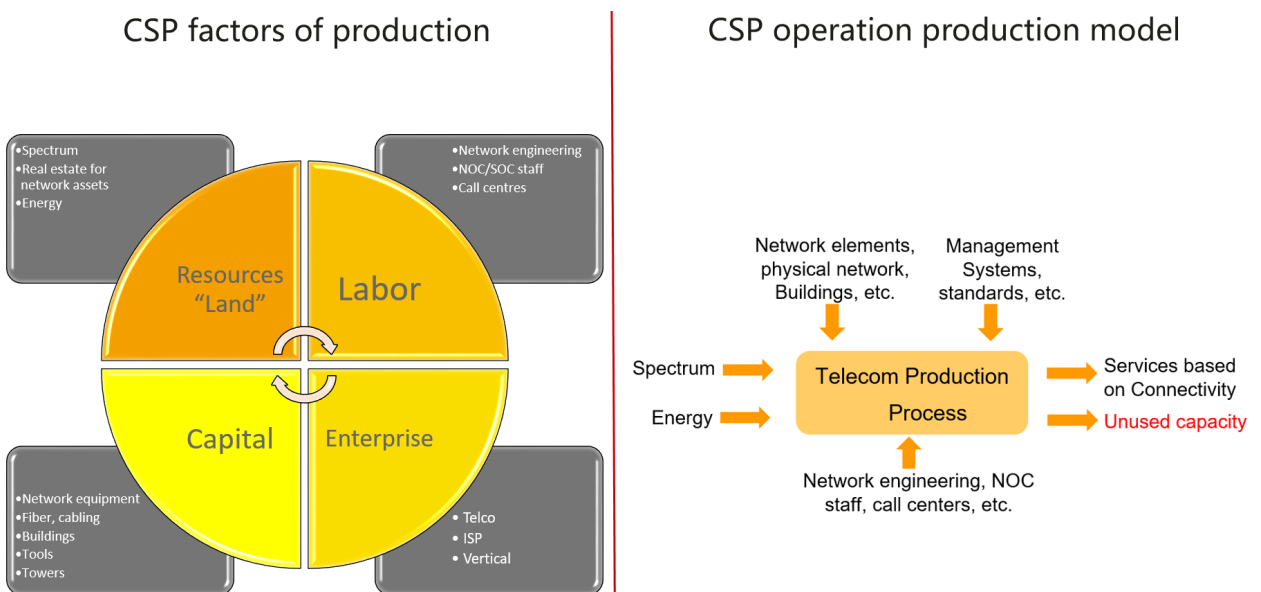 CSP factors of production
•Spectrum
•Real estate for
network assets
•Energy
•Network engineering
•NOC/SOC staff
•Call centres
Resources
“Land”
Labor
Capital
Enterprise
•Network equipment
•Fiber, cabling
•Buildings
•Tools
•Towers
• Telco
• ISP
• Vertical
CSP operation production model
Network elements,
physical network,
Buildings, etc.
Management
Systems,
standards, etc.
Spectrum
Energy
Telecom Production
Process
Services based
on Connectivity
Unused capacity
Network engineering, NOC
staff, call centers, etc.